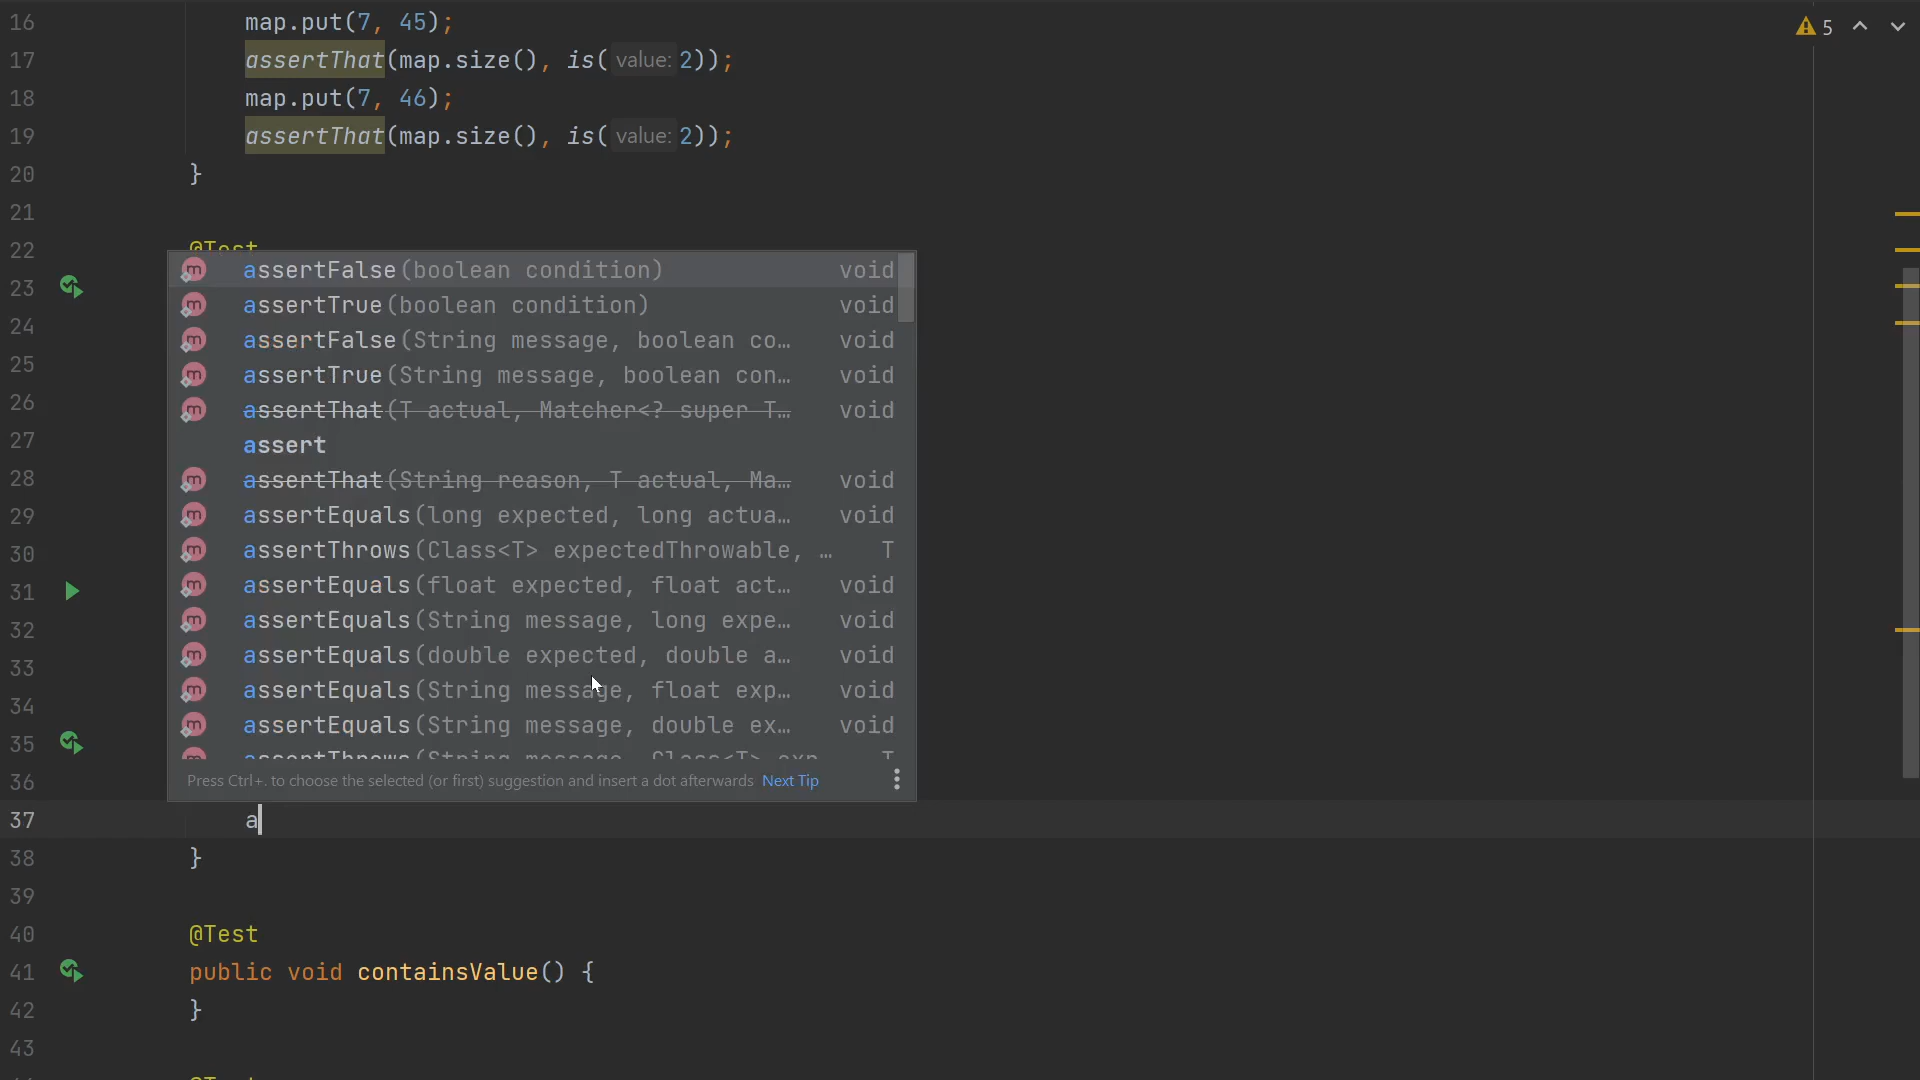 16 map.put(7, 45);
⚠ 5
17 assertThat(map.size(), is( value: 2));
18 map.put(7, 46);
19 assertThat(map.size(), is( value: 2));
20 }
21
22 @Test
23 assertFalse(boolean condition) void
24 assertTrue(boolean condition) void
assertFalse(String message, boolean co… void
25 assertTrue(String message, boolean con… void
26 assertThat(T actual, Matcher<? super T… void
27 assert
28 assertThat(String reason, T actual, Ma… void
29 assertEquals(long expected, long actua… void
30 assertThrows(Class<T> expectedThrowable, … T
31 assertEquals(float expected, float act… void
32 assertEquals(String message, long expe… void
33 assertEquals(double expected, double a… void
34 assertEquals(String message, float exp… void
35 assertEquals(String message, double ex… void
assertThrows(String message, Class<T> exp T
36 Press Ctrl+. to choose the selected (or first) suggestion and insert a dot afterwards Next Tip
37 a
38 }
39
40 @Test
41 public void containsValue() {
42 }
43
@Test